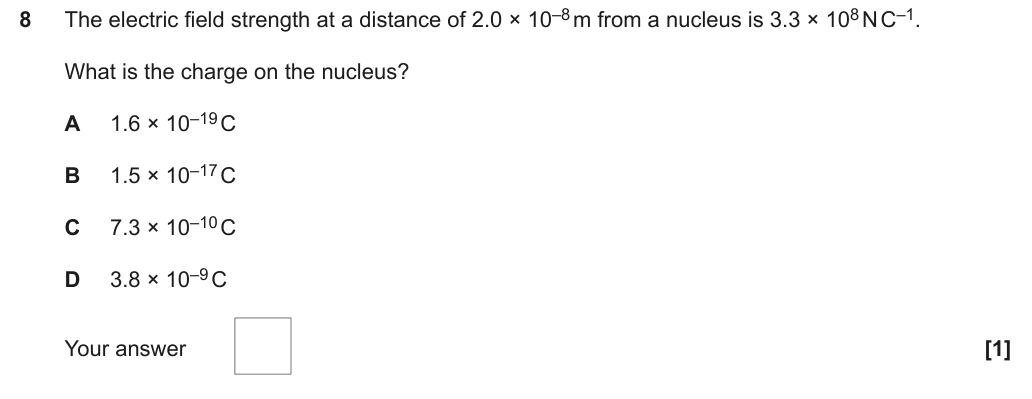 8 The electric field strength at a distance of 2.0 × 10⁻⁸ m from a nucleus is 3.3 × 10⁸ N C⁻¹.
What is the charge on the nucleus?
A 1.6 × 10⁻¹⁹ C
B 1.5 × 10⁻¹⁷ C
C 7.3 × 10⁻¹⁰ C
D 3.8 × 10⁻⁹ C
Your answer [1]